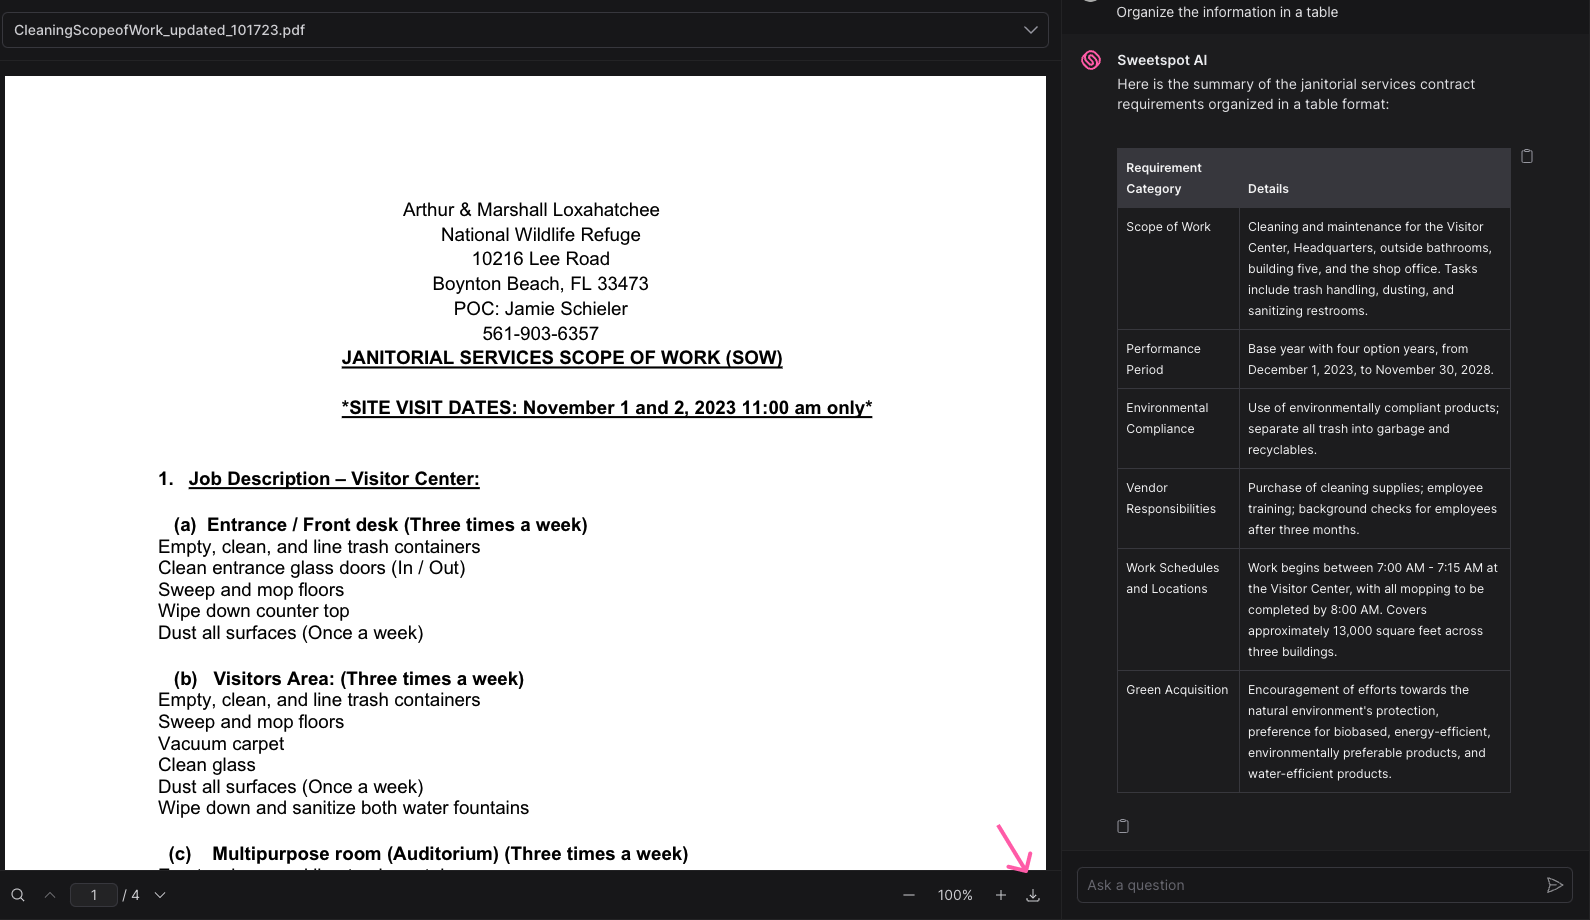 CleaningScopeofWork_updated_101723.pdf
Arthur & Marshall Loxahatchee
National Wildlife Refuge
10216 Lee Road
Boynton Beach, FL 33473
POC: Jamie Schieler
561-903-6357
JANITORIAL SERVICES SCOPE OF WORK (SOW)
*SITE VISIT DATES: November 1 and 2, 2023 11:00 am only*
1. Job Description – Visitor Center:
(a) Entrance / Front desk (Three times a week)
Empty, clean, and line trash containers
Clean entrance glass doors (In / Out)
Sweep and mop floors
Wipe down counter top
Dust all surfaces (Once a week)
(b) Visitors Area: (Three times a week)
Empty, clean, and line trash containers
Sweep and mop floors
Vacuum carpet
Clean glass
Dust all surfaces (Once a week)
Wipe down and sanitize both water fountains
(c) Multipurpose room (Auditorium) (Three times a week)
1 / 4
100%
Organize the information in a table
Sweetspot AI
Here is the summary of the janitorial services contract
requirements organized in a table format:
Requirement
Category
Details
Scope of Work
Cleaning and maintenance for the Visitor
Center, Headquarters, outside bathrooms,
building five, and the shop office. Tasks
include trash handling, dusting, and
sanitizing restrooms.
Performance
Period
Base year with four option years, from
December 1, 2023, to November 30, 2028.
Environmental
Compliance
Use of environmentally compliant products;
separate all trash into garbage and
recyclables.
Vendor
Responsibilities
Purchase of cleaning supplies; employee
training; background checks for employees
after three months.
Work Schedules
and Locations
Work begins between 7:00 AM - 7:15 AM at
the Visitor Center, with all mopping to be
completed by 8:00 AM. Covers
approximately 13,000 square feet across
three buildings.
Green Acquisition
Encouragement of efforts towards the
natural environment's protection,
preference for biobased, energy-efficient,
environmentally preferable products, and
water-efficient products.
Ask a question